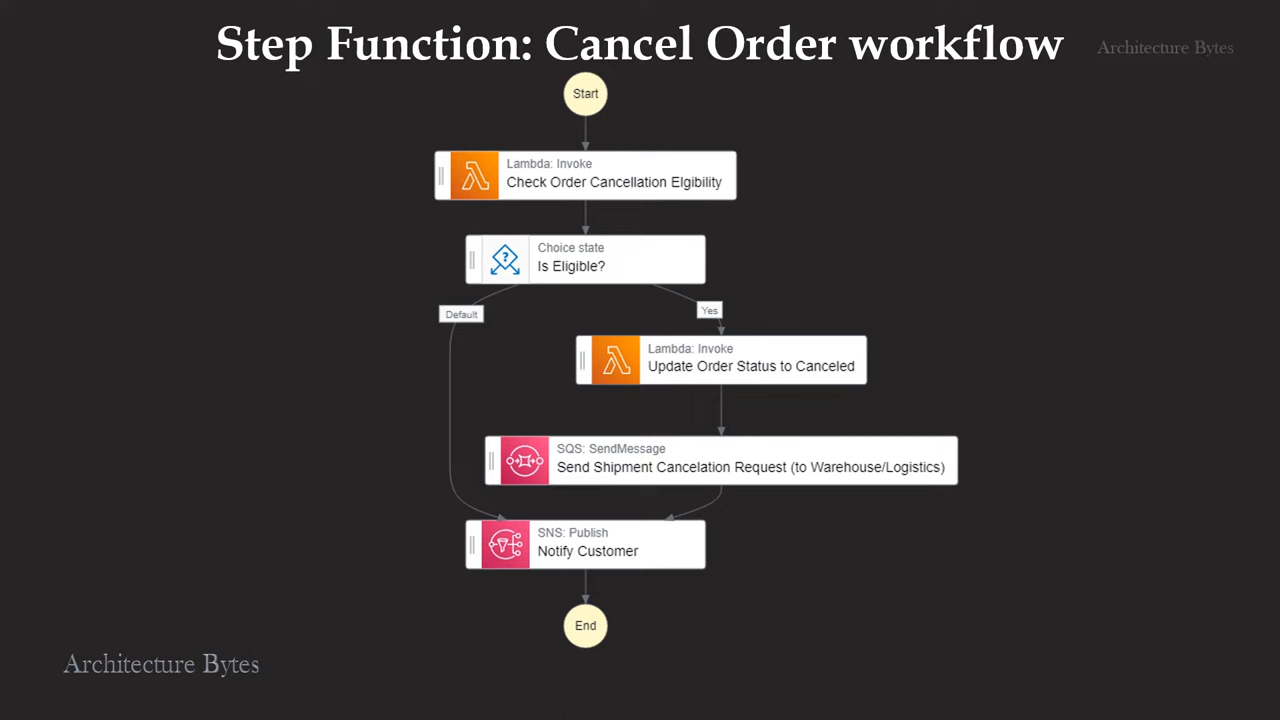 Step Function: Cancel Order workflow
Architecture Bytes
Start
Lambda: Invoke
Check Order Cancellation Elgibility
Choice state
Is Eligible?
Default
Yes
Lambda: Invoke
Update Order Status to Canceled
SQS: SendMessage
Send Shipment Cancelation Request (to Warehouse/Logistics)
SNS: Publish
Notify Customer
End
Architecture Bytes